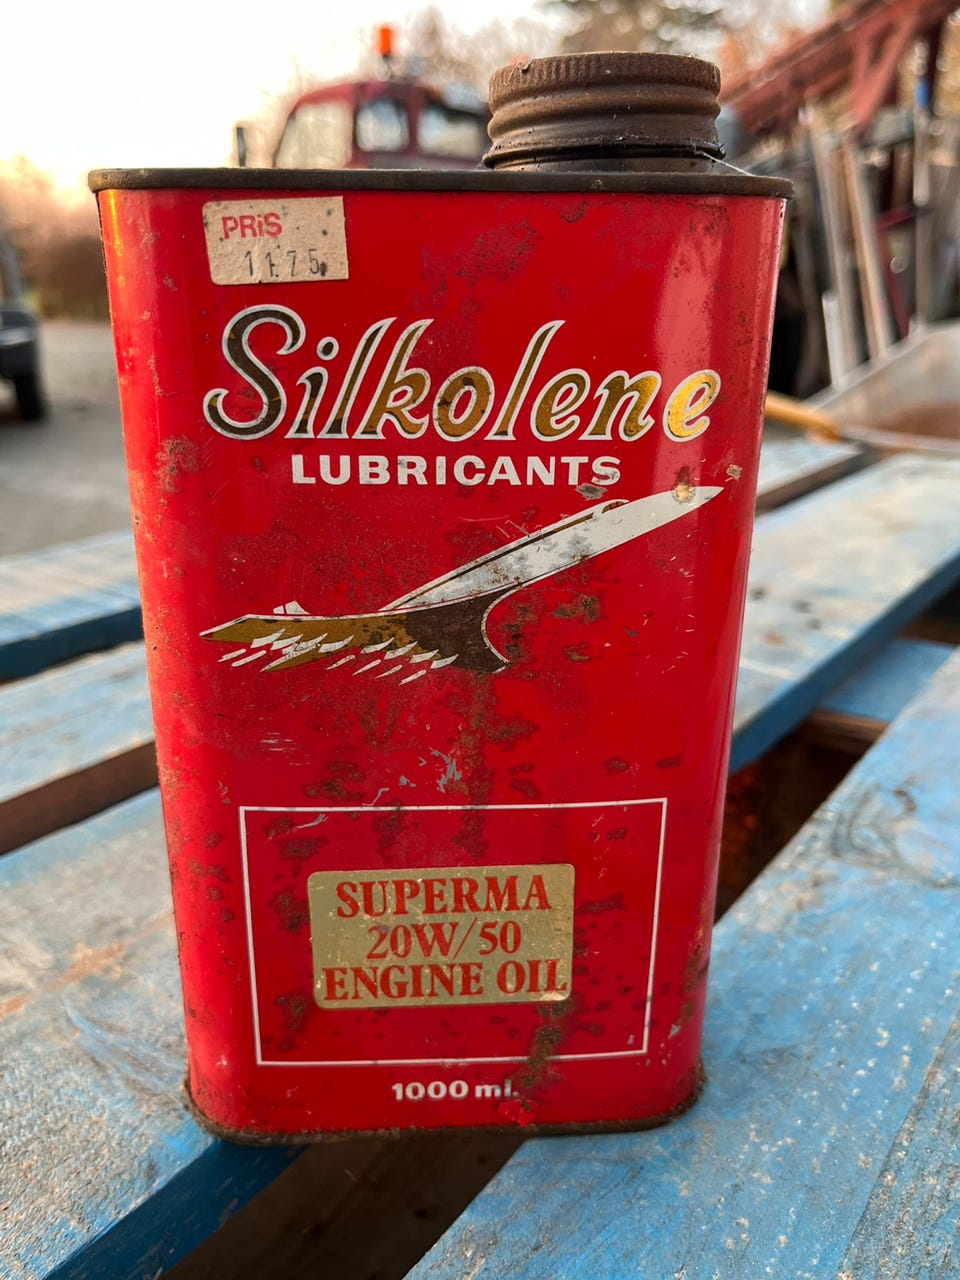 PRiS
11.75
Silkolene
LUBRICANTS
SUPERMA
20W/50
ENGINE OIL
1000 ml.